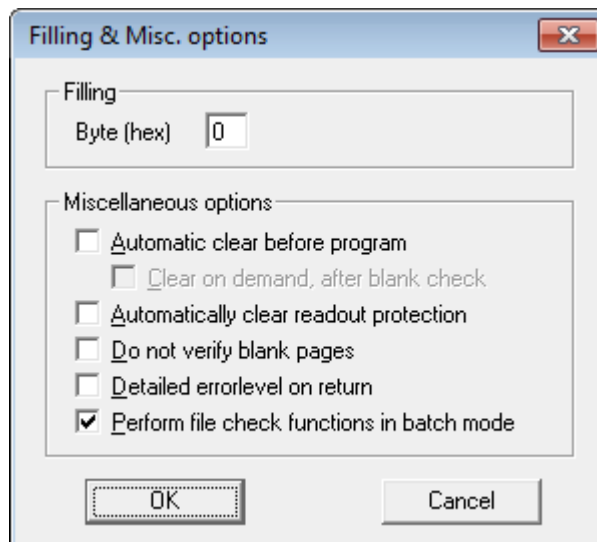 Filling & Misc. options
Filling
Byte (hex) 0
Miscellaneous options
Automatic clear before program
Clear on demand, after blank check
Automatically clear readout protection
Do not verify blank pages
Detailed errorlevel on return
Perform file check functions in batch mode
OK Cancel